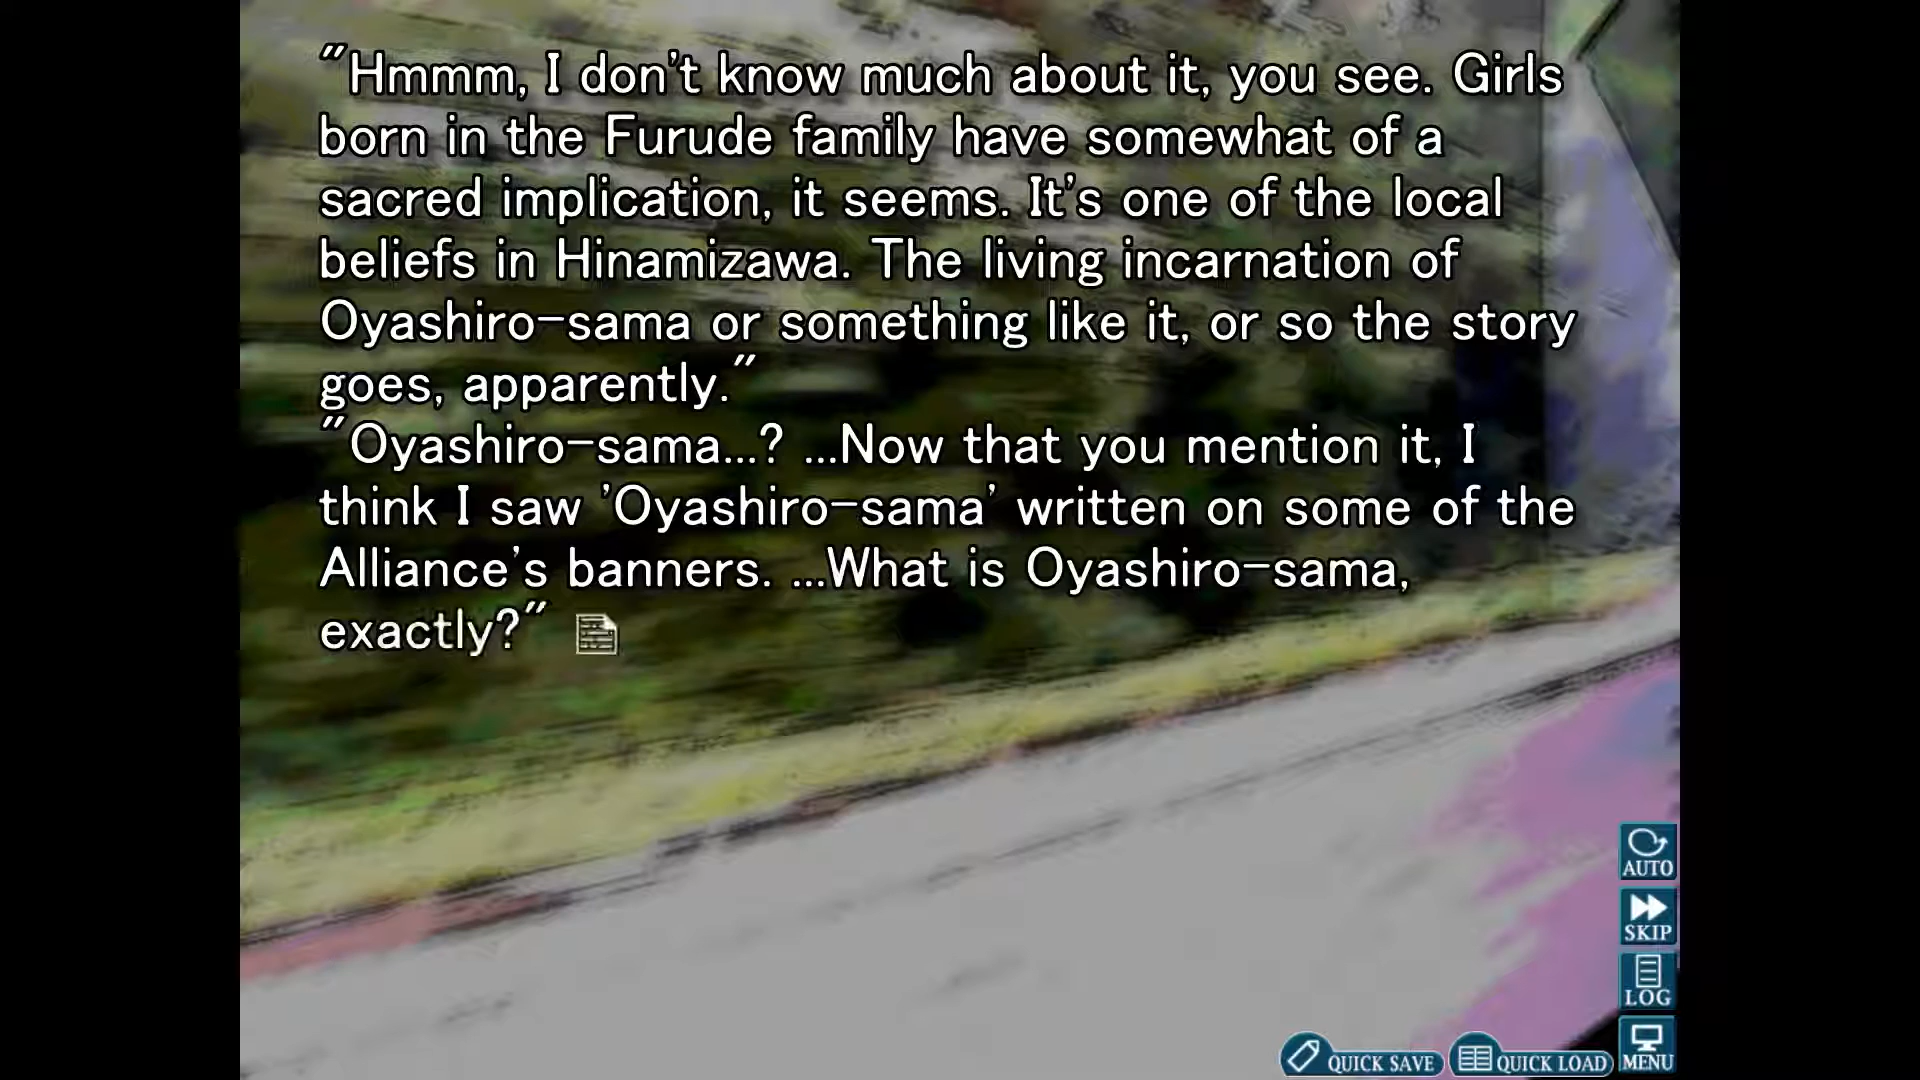 "Hmmm, I don't know much about it, you see. Girls
born in the Furude family have somewhat of a
sacred implication, it seems. It's one of the local
beliefs in Hinamizawa. The living incarnation of
Oyashiro-sama or something like it, or so the story
goes, apparently."
"Oyashiro-sama...? ...Now that you mention it, I
think I saw 'Oyashiro-sama' written on some of the
Alliance's banners. ...What is Oyashiro-sama,
exactly?"
AUTO
SKIP
LOG
MENU
QUICK SAVE
QUICK LOAD